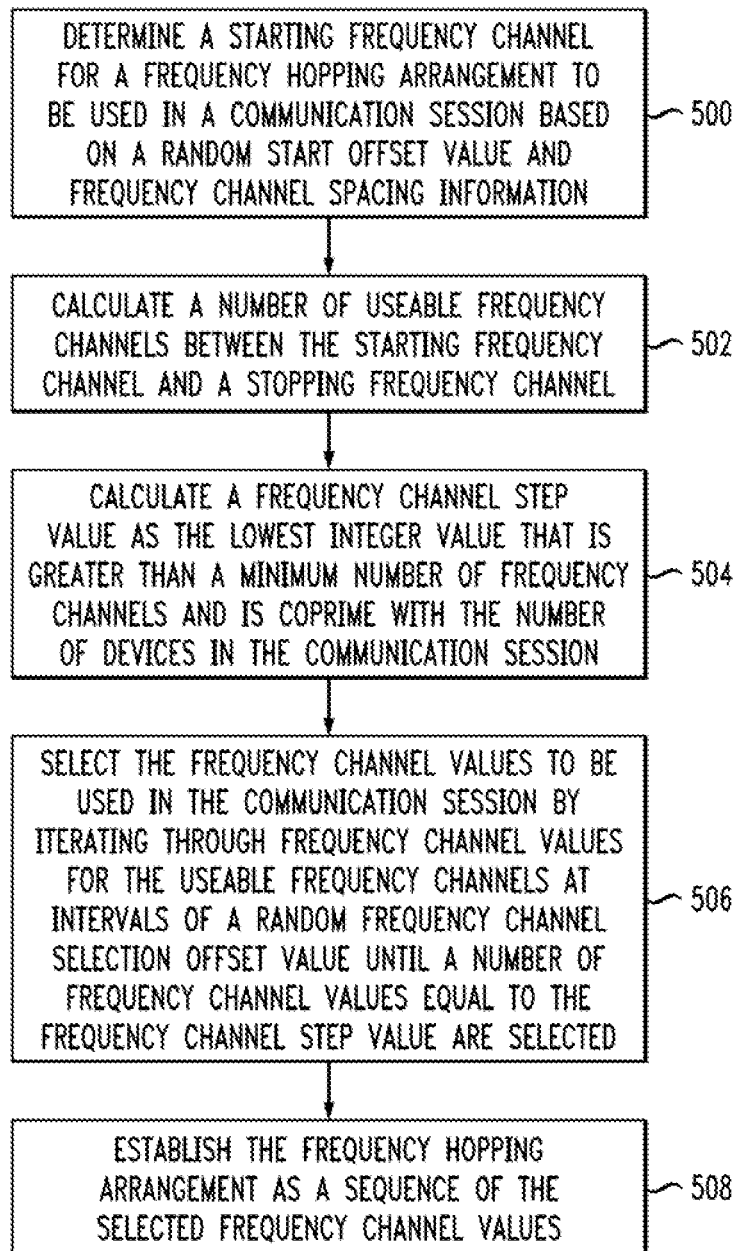 DETERMINE A STARTING FREQUENCY CHANNEL
FOR A FREQUENCY HOPPING ARRANGEMENT TO
BE USED IN A COMMUNICATION SESSION BASED
ON A RANDOM START OFFSET VALUE AND
FREQUENCY CHANNEL SPACING INFORMATION
500
CALCULATE A NUMBER OF USEABLE FREQUENCY
CHANNELS BETWEEN THE STARTING FREQUENCY
CHANNEL AND A STOPPING FREQUENCY CHANNEL
502
CALCULATE A FREQUENCY CHANNEL STEP
VALUE AS THE LOWEST INTEGER VALUE THAT IS
GREATER THAN A MINIMUM NUMBER OF FREQUENCY
CHANNELS AND IS COPRIME WITH THE NUMBER
OF DEVICES IN THE COMMUNICATION SESSION
504
SELECT THE FREQUENCY CHANNEL VALUES TO BE
USED IN THE COMMUNICATION SESSION BY
ITERATING THROUGH FREQUENCY CHANNEL VALUES
FOR THE USEABLE FREQUENCY CHANNELS AT
INTERVALS OF A RANDOM FREQUENCY CHANNEL
SELECTION OFFSET VALUE UNTIL A NUMBER OF
FREQUENCY CHANNEL VALUES EQUAL TO THE
FREQUENCY CHANNEL STEP VALUE ARE SELECTED
506
ESTABLISH THE FREQUENCY HOPPING
ARRANGEMENT AS A SEQUENCE OF THE
SELECTED FREQUENCY CHANNEL VALUES
508